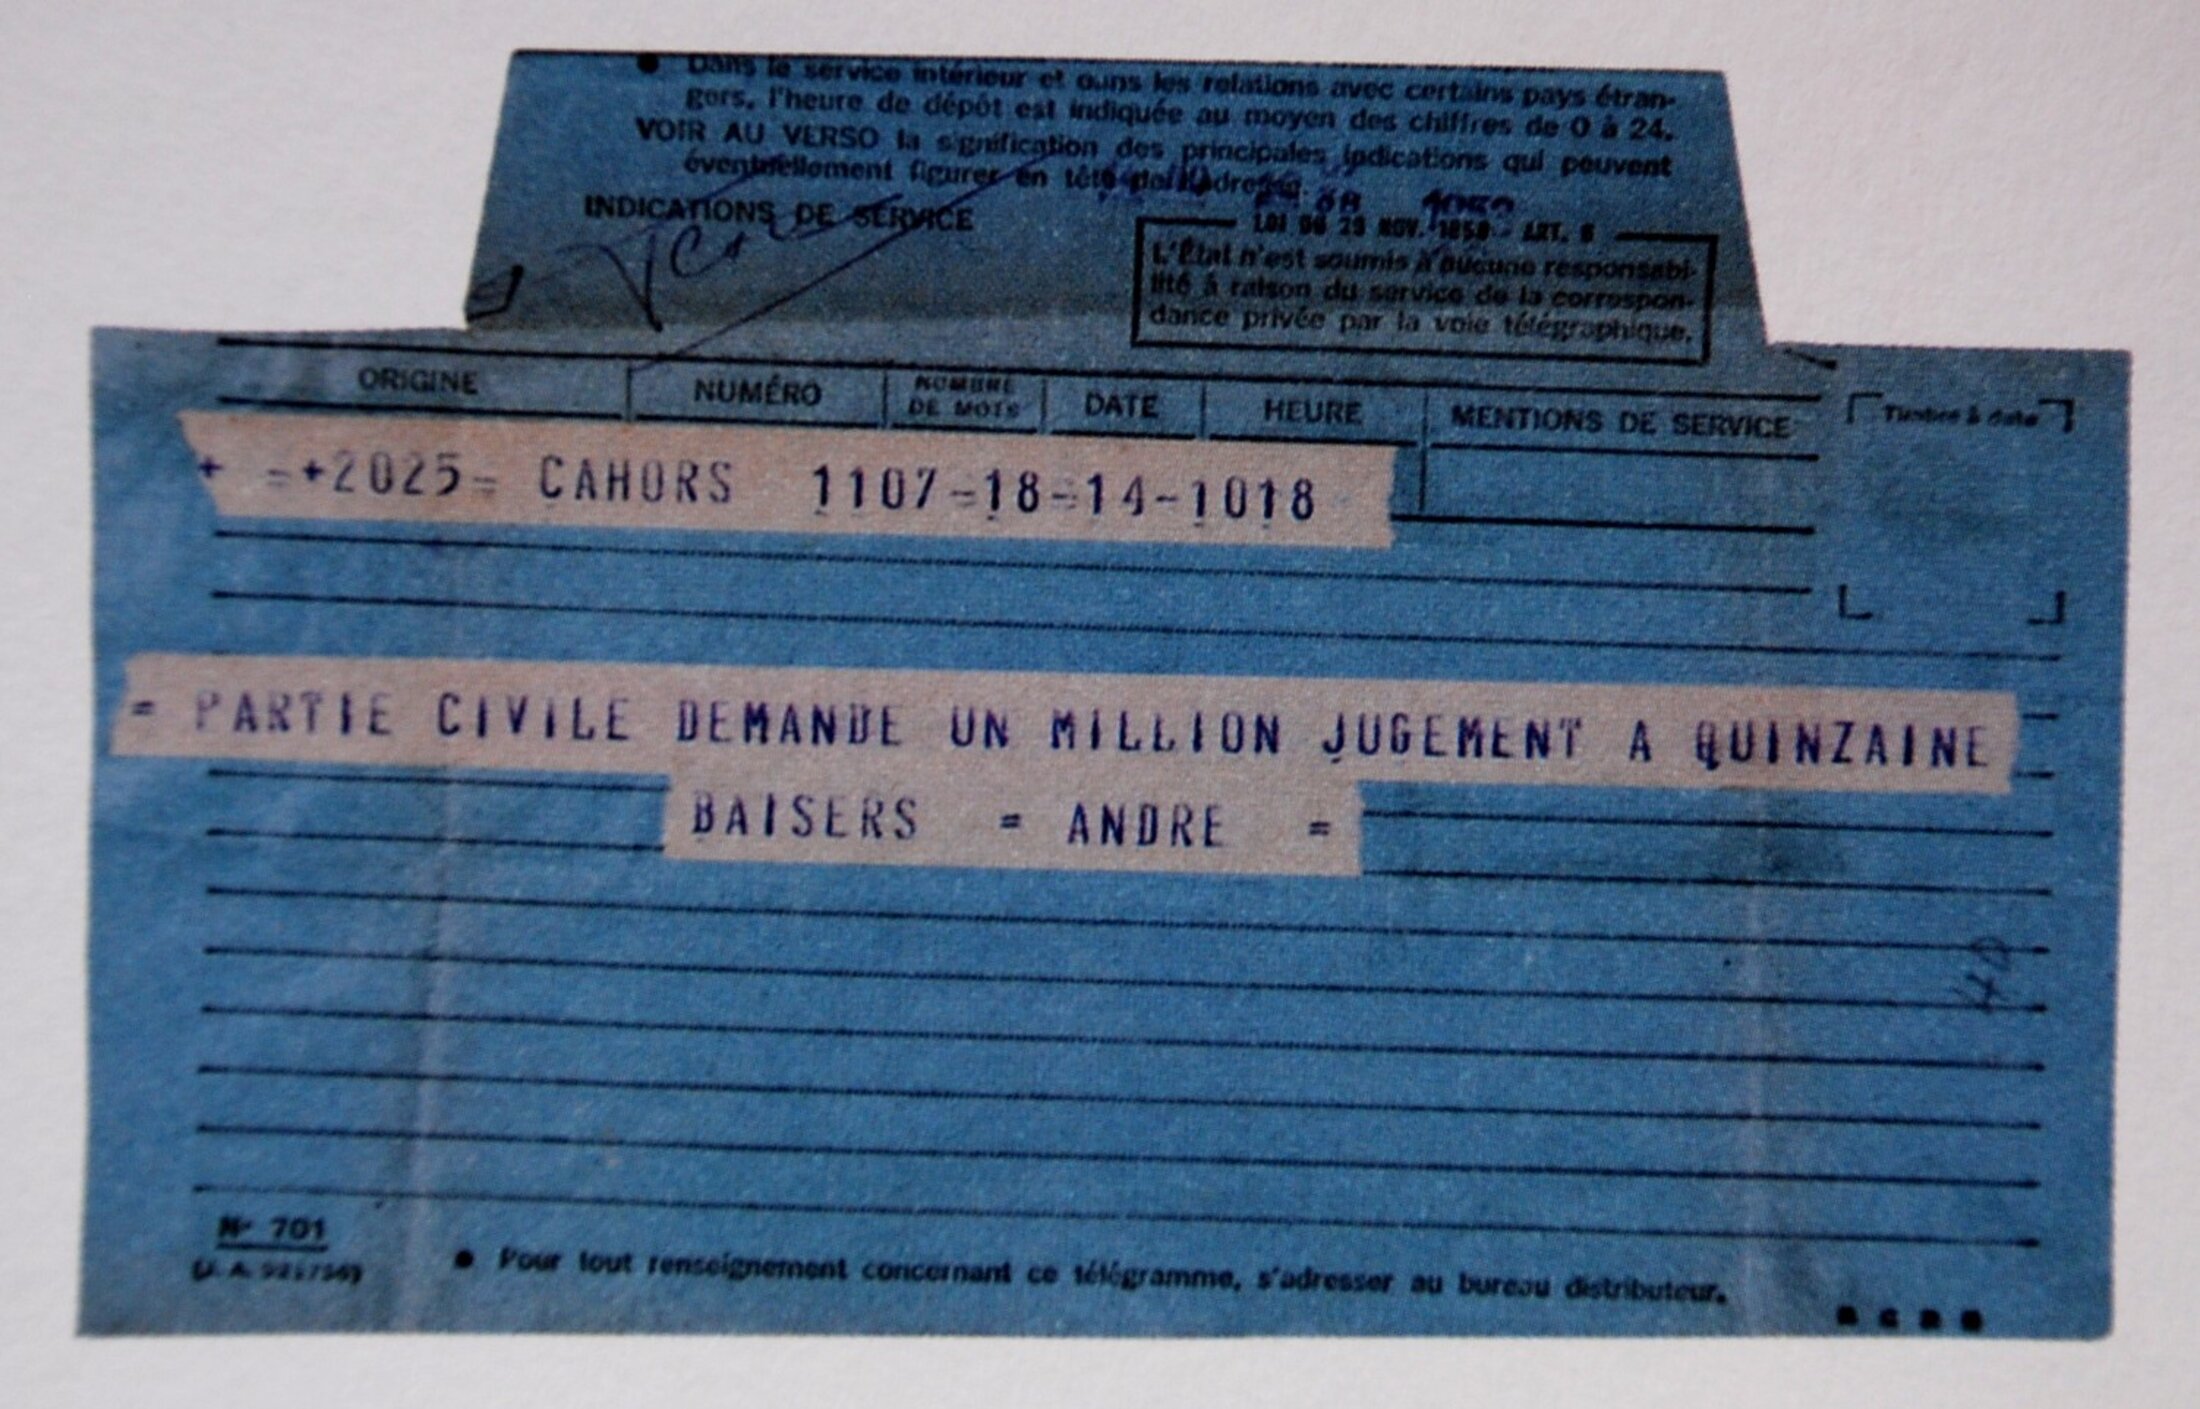 ● Dans le service intérieur et dans les relations avec certains pays étran-
gers, l'heure de dépôt est indiquée au moyen des chiffres de 0 à 24.
VOIR AU VERSO la signification des principales indications qui peuvent
éventuellement figurer en tête de l'adresse.
INDICATIONS DE SERVICE
LOI DU 29 NOV. 1850 - ART. 6
L'État n'est soumis à aucune responsabi-
lité à raison du service de la correspon-
dance privée par la voie télégraphique.
ORIGINE NUMÉRO NOMBRE DE MOTS DATE HEURE MENTIONS DE SERVICE Timbre à date
+ =+2025= CAHORS 1107-18-14-1018
= PARTIE CIVILE DEMANDE UN MILLION JUGEMENT A QUINZAINE
BAISERS = ANDRE =
N° 701
● Pour tout renseignement concernant ce télégramme, s'adresser au bureau distributeur.